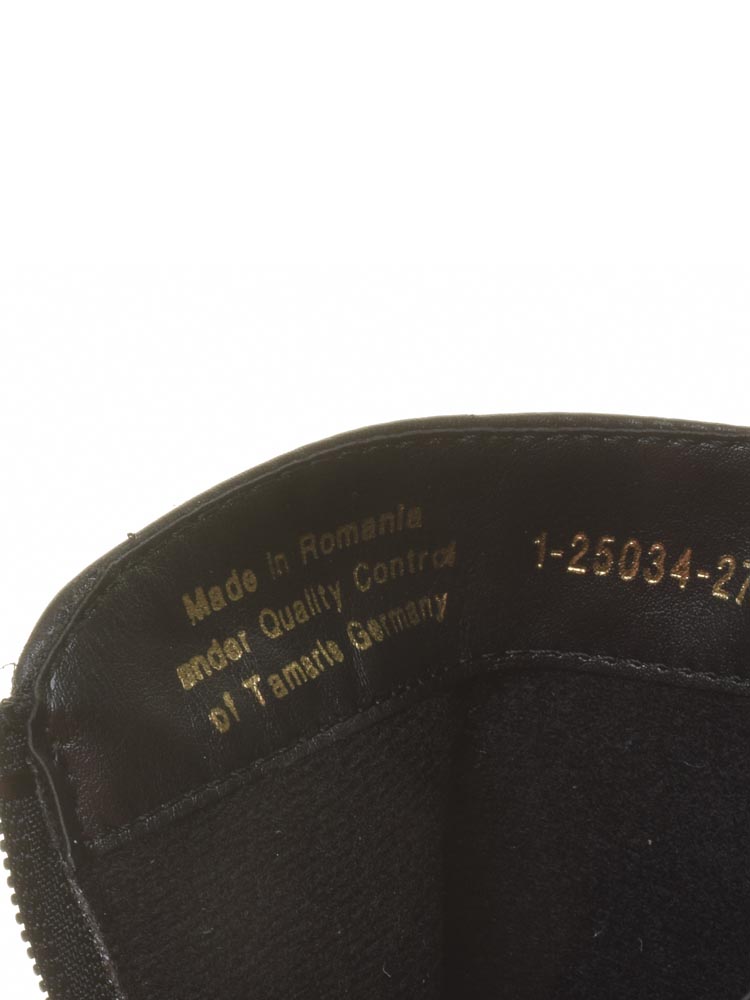 Made in Romania
under Quality Control
of Tamaris Germany
1-25034-27